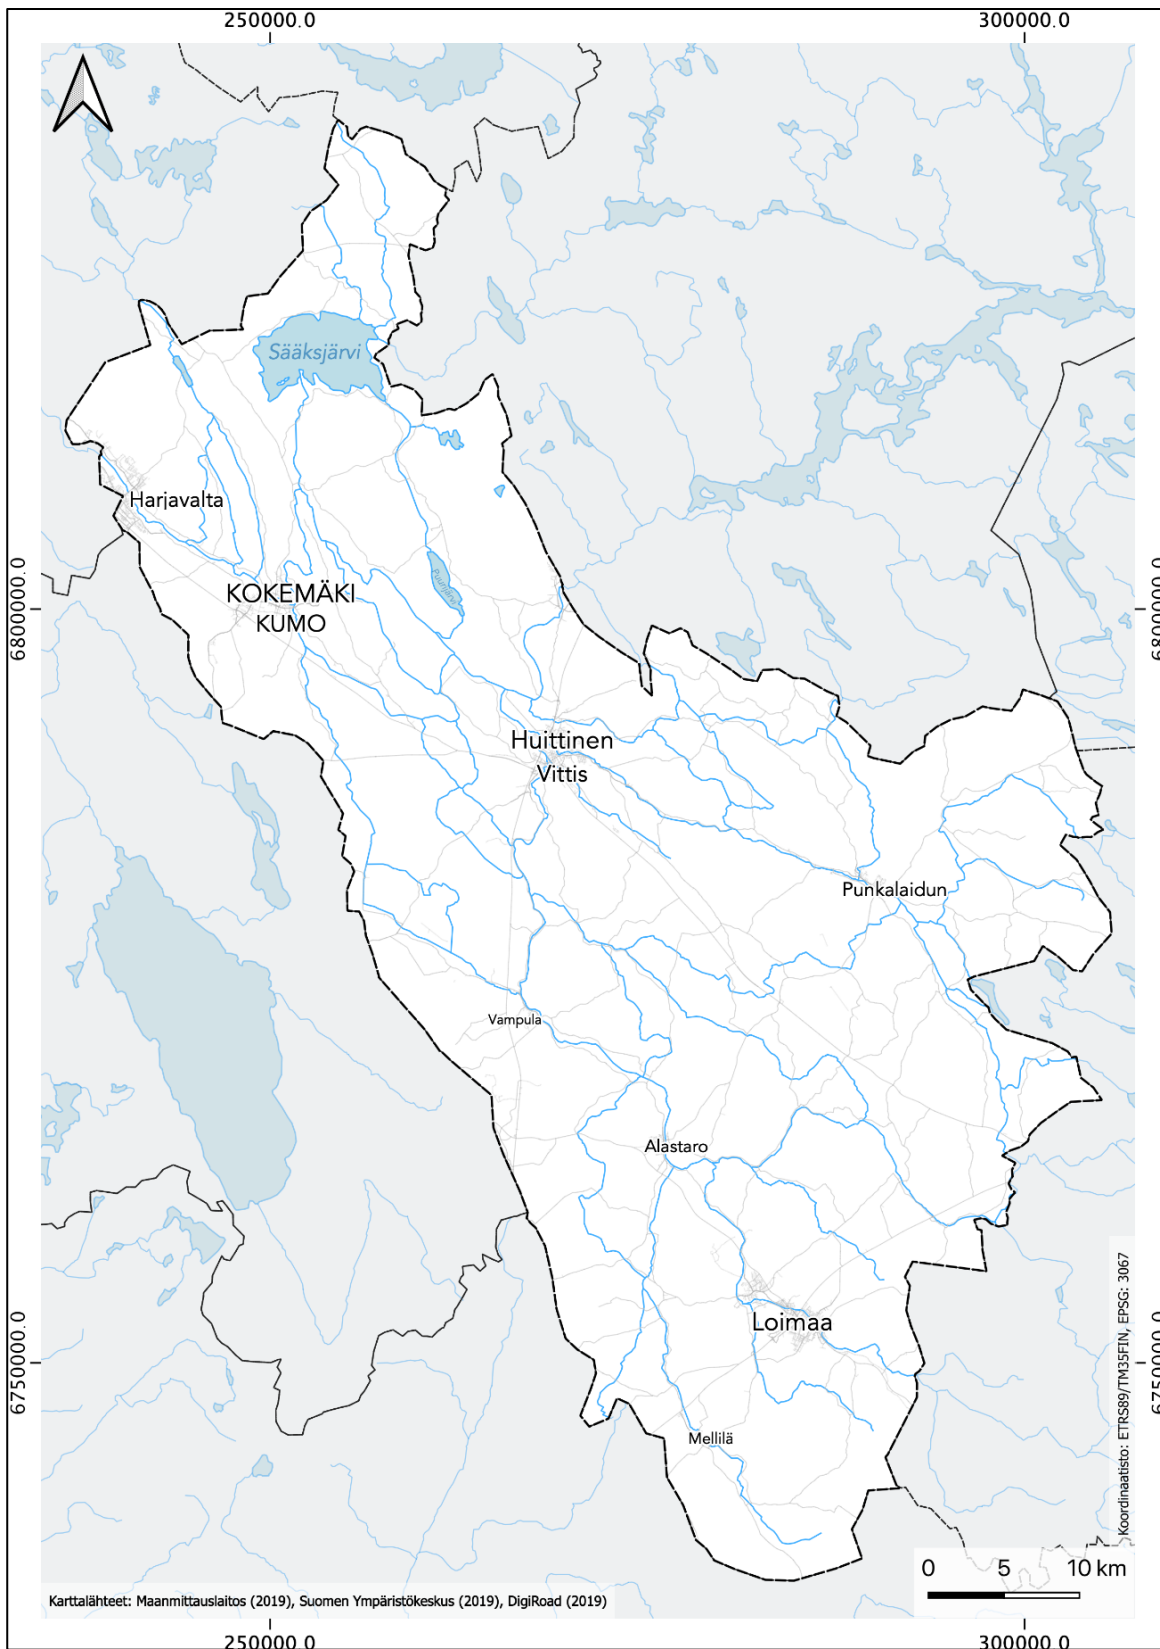 250000.0
300000.0
Sääksjärvi
Harjavalta
Puurijärvi
KOKEMÄKI
KUMO
6800000.0
6800000.0
Huittinen
Vittis
Punkalaidun
Vampula
Alastaro
Loimaa
6750000.0
6750000.0
Mellilä
Koordinaatisto: ETRS89/TM35FIN, EPSG: 3067
0 5 10 km
Karttalähteet: Maanmittauslaitos (2019), Suomen Ympäristökeskus (2019), DigiRoad (2019)
250000.0
300000.0